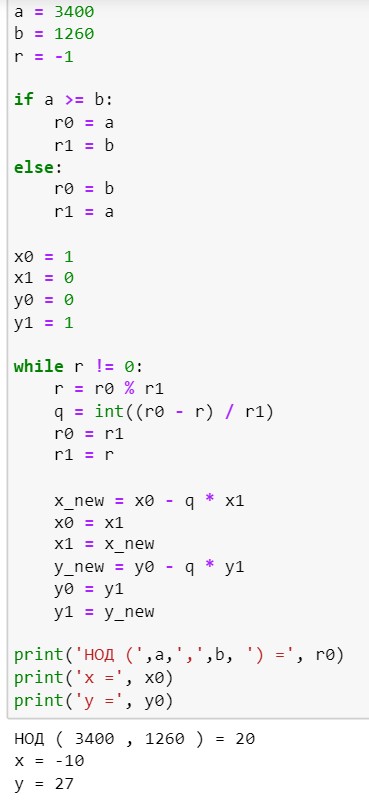 a = 3400
b = 1260
r = -1

if a >= b:
    r0 = a
    r1 = b
else:
    r0 = b
    r1 = a

x0 = 1
x1 = 0
y0 = 0
y1 = 1

while r != 0:
    r = r0 % r1
    q = int((r0 - r) / r1)
    r0 = r1
    r1 = r

    x_new = x0 - q * x1
    x0 = x1
    x1 = x_new
    y_new = y0 - q * y1
    y0 = y1
    y1 = y_new

print('НОД (',a,',',b, ') =', r0)
print('x =', x0)
print('y =', y0)
НОД ( 3400 , 1260 ) = 20
x = -10
y = 27